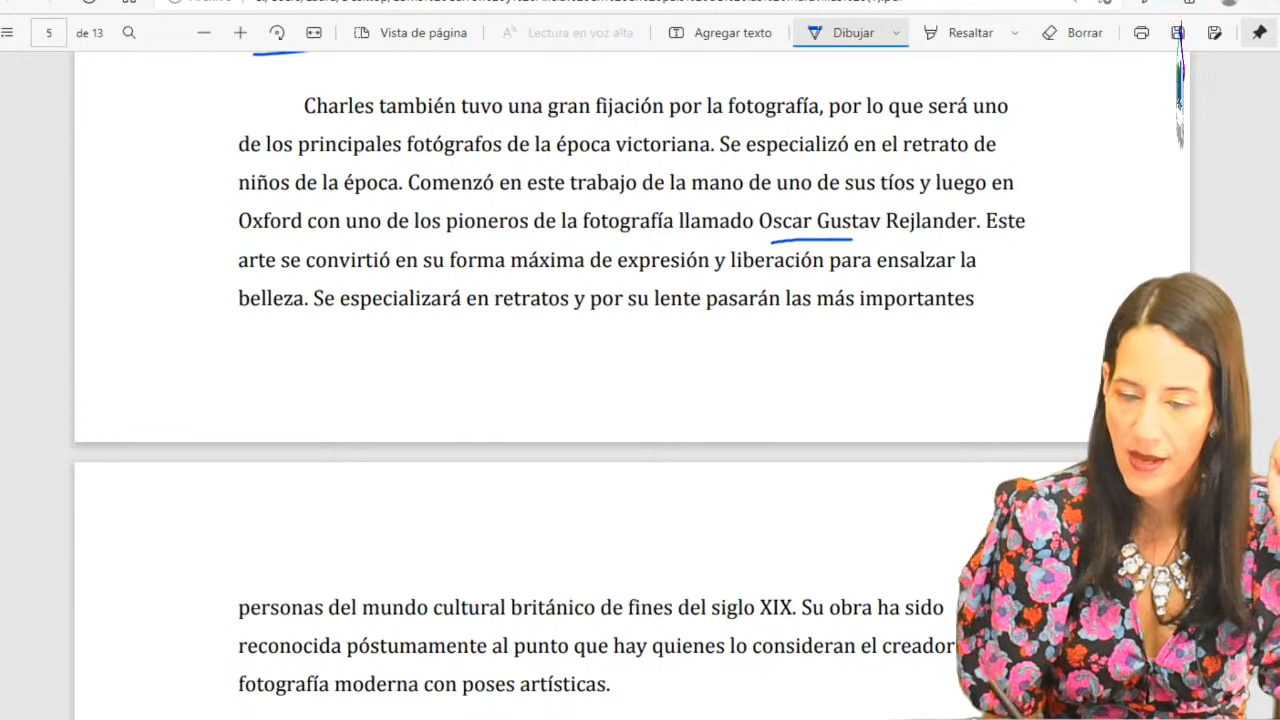 5 de 13 Vista de página Lectura en voz alta Agregar texto Dibujar Resaltar Borrar
Charles también tuvo una gran fijación por la fotografía, por lo que será uno
de los principales fotógrafos de la época victoriana. Se especializó en el retrato de
niños de la época. Comenzó en este trabajo de la mano de uno de sus tíos y luego en
Oxford con uno de los pioneros de la fotografía llamado Oscar Gustav Rejlander. Este
arte se convirtió en su forma máxima de expresión y liberación para ensalzar la
belleza. Se especializará en retratos y por su lente pasarán las más importantes
personas del mundo cultural británico de fines del siglo XIX. Su obra ha sido
reconocida póstumamente al punto que hay quienes lo consideran el creador
fotografía moderna con poses artísticas.